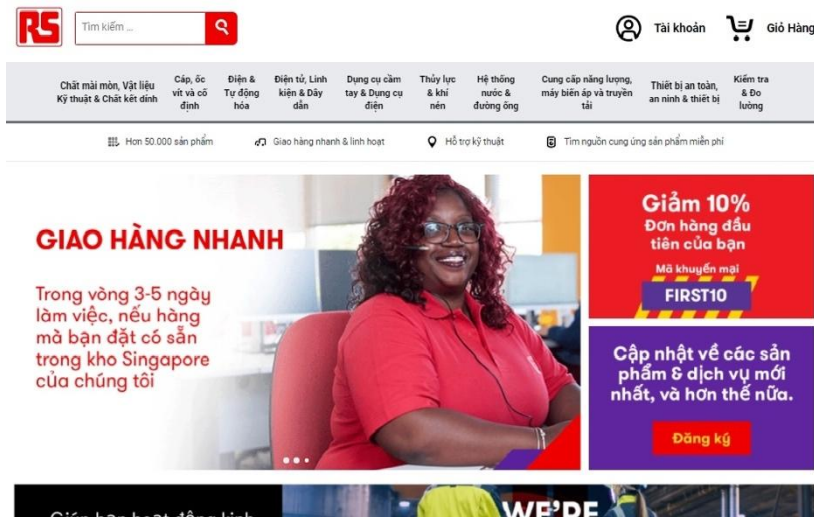 RS
Tìm kiếm ...
Tài khoản
Giỏ Hàng
Chất mài mòn, Vật liệu
Kỹ thuật & Chất kết dính
Cáp, ốc
vít và cố
định
Điện &
Tự động
hóa
Điện tử, Linh
kiện & Dây
dẫn
Dụng cụ cầm
tay & Dụng cụ
điện
Thủy lực
& khí
nén
Hệ thống
nước &
đường ống
Cung cấp năng lượng,
máy biến áp và truyền
tải
Thiết bị an toàn,
an ninh & thiết bị
Kiểm tra
& Đo
lường
Hơn 50.000 sản phẩm
Giao hàng nhanh & linh hoạt
Hỗ trợ kỹ thuật
Tìm nguồn cung ứng sản phẩm miễn phí
GIAO HÀNG NHANH
Trong vòng 3-5 ngày
làm việc, nếu hàng
mà bạn đặt có sẵn
trong kho Singapore
của chúng tôi
Giảm 10%
Đơn hàng đầu
tiên của bạn
Mã khuyến mại
FIRST10
Cập nhật về các sản
phẩm & dịch vụ mới
nhất, và hơn thế nữa.
Đăng ký
WE'RE